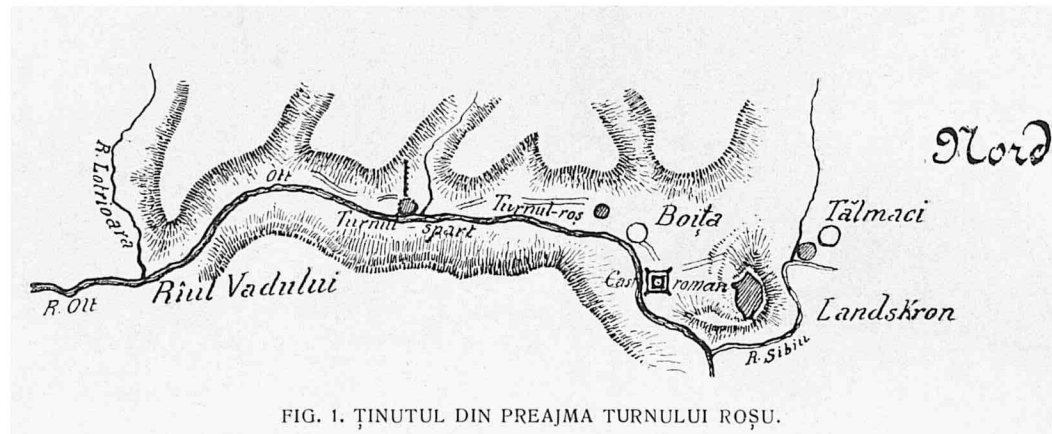 Nord
R. Lotrioara
Olt
Turnul-spart
Turnul-roș
Boița
Tălmaci
R. Olt
Rîul Vadului
Cas roman
Landskron
R. Sibiu
FIG. 1. ȚINUTUL DIN PREAJMA TURNULUI ROȘU.